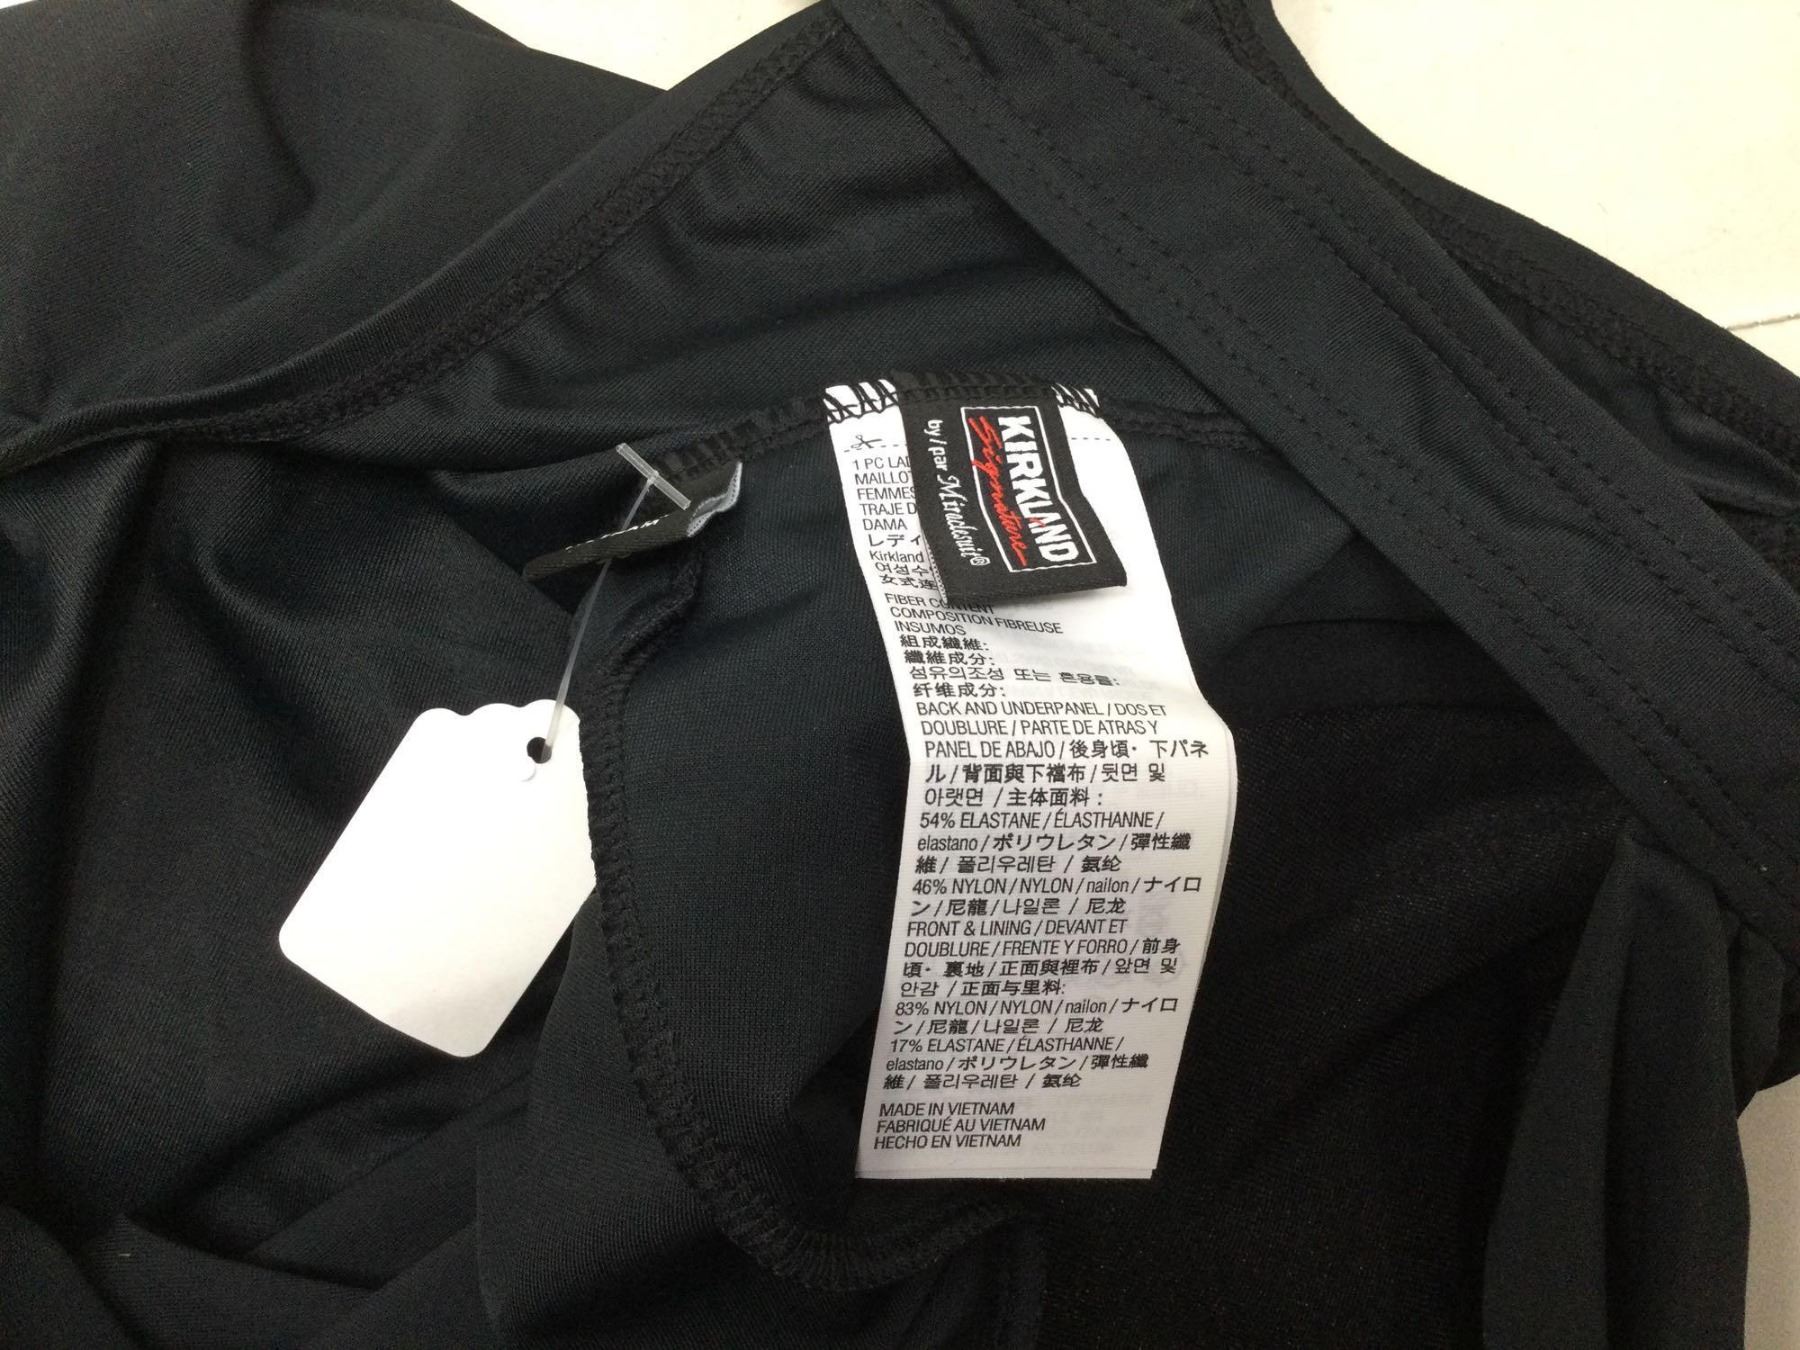 KIRKLAND
Signature
by/par Miraclesuit®
1 PC
MAILLOT
FEMMES
TRAJE
DAMA
レディ
Kirkland
여성수
女式连
FIBER CONTENT
COMPOSITION FIBREUSE
INSUMOS
組成繊維:
纖維成分:
섬유의조성 또는 혼용률:
纤维成分:
BACK AND UNDERPANEL / DOS ET
DOUBLURE / PARTE DE ATRAS Y
PANEL DE ABAJO / 後身頃・下パネ
ル / 背面與下襠布 / 뒷면 및
아랫면 / 主体面料 :
54% ELASTANE / ÉLASTHANNE /
elastano / ポリウレタン / 彈性纖
維 / 폴리우레탄 / 氨纶
46% NYLON / NYLON / nailon / ナイロ
ン / 尼龍 / 나일론 / 尼龙
FRONT & LINING / DEVANT ET
DOUBLURE / FRENTE Y FORRO / 前身
頃・裏地 / 正面與裡布 / 앞면 및
안감 / 正面与里料:
83% NYLON / NYLON / nailon / ナイロ
ン / 尼龍 / 나일론 / 尼龙
17% ELASTANE / ÉLASTHANNE /
elastano / ポリウレタン / 彈性纖
維 / 폴리우레탄 / 氨纶
MADE IN VIETNAM
FABRIQUÉ AU VIETNAM
HECHO EN VIETNAM